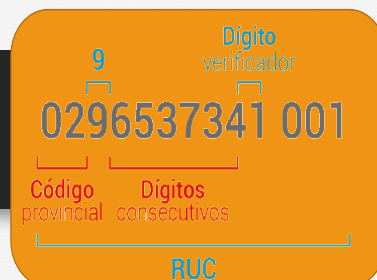 9 Dígito
verificador
0296537341 001
Código Dígitos
provincial consecutivos
RUC